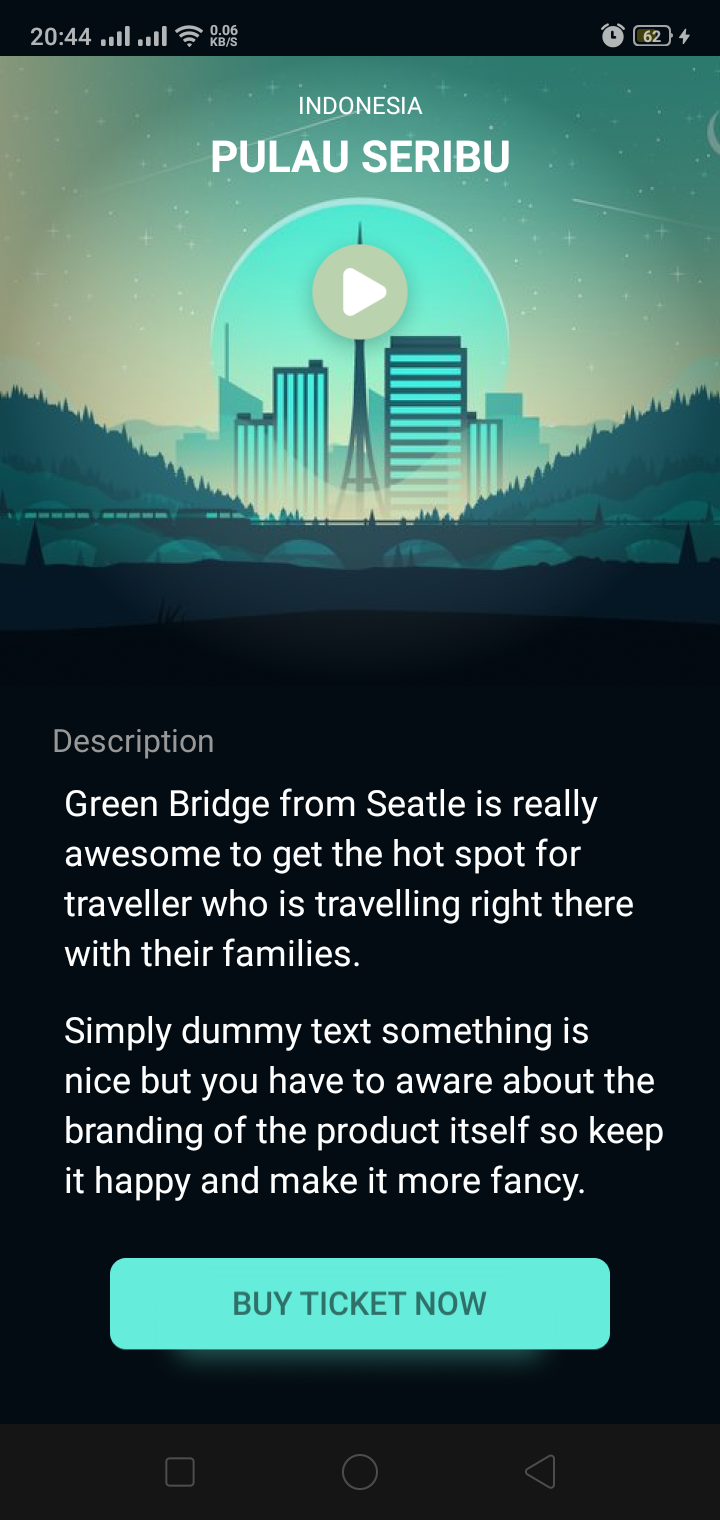 20:44 0.06 KB/S 62
INDONESIA
PULAU SERIBU
Description
Green Bridge from Seatle is really
awesome to get the hot spot for
traveller who is travelling right there
with their families.
Simply dummy text something is
nice but you have to aware about the
branding of the product itself so keep
it happy and make it more fancy.
BUY TICKET NOW